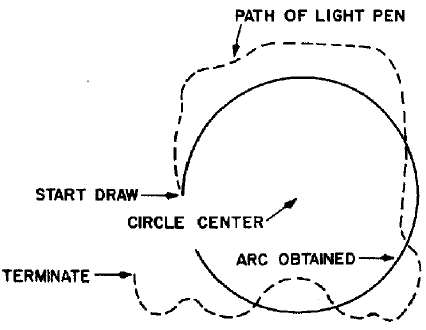 PATH OF LIGHT PEN
START DRAW
CIRCLE CENTER
ARC OBTAINED
TERMINATE